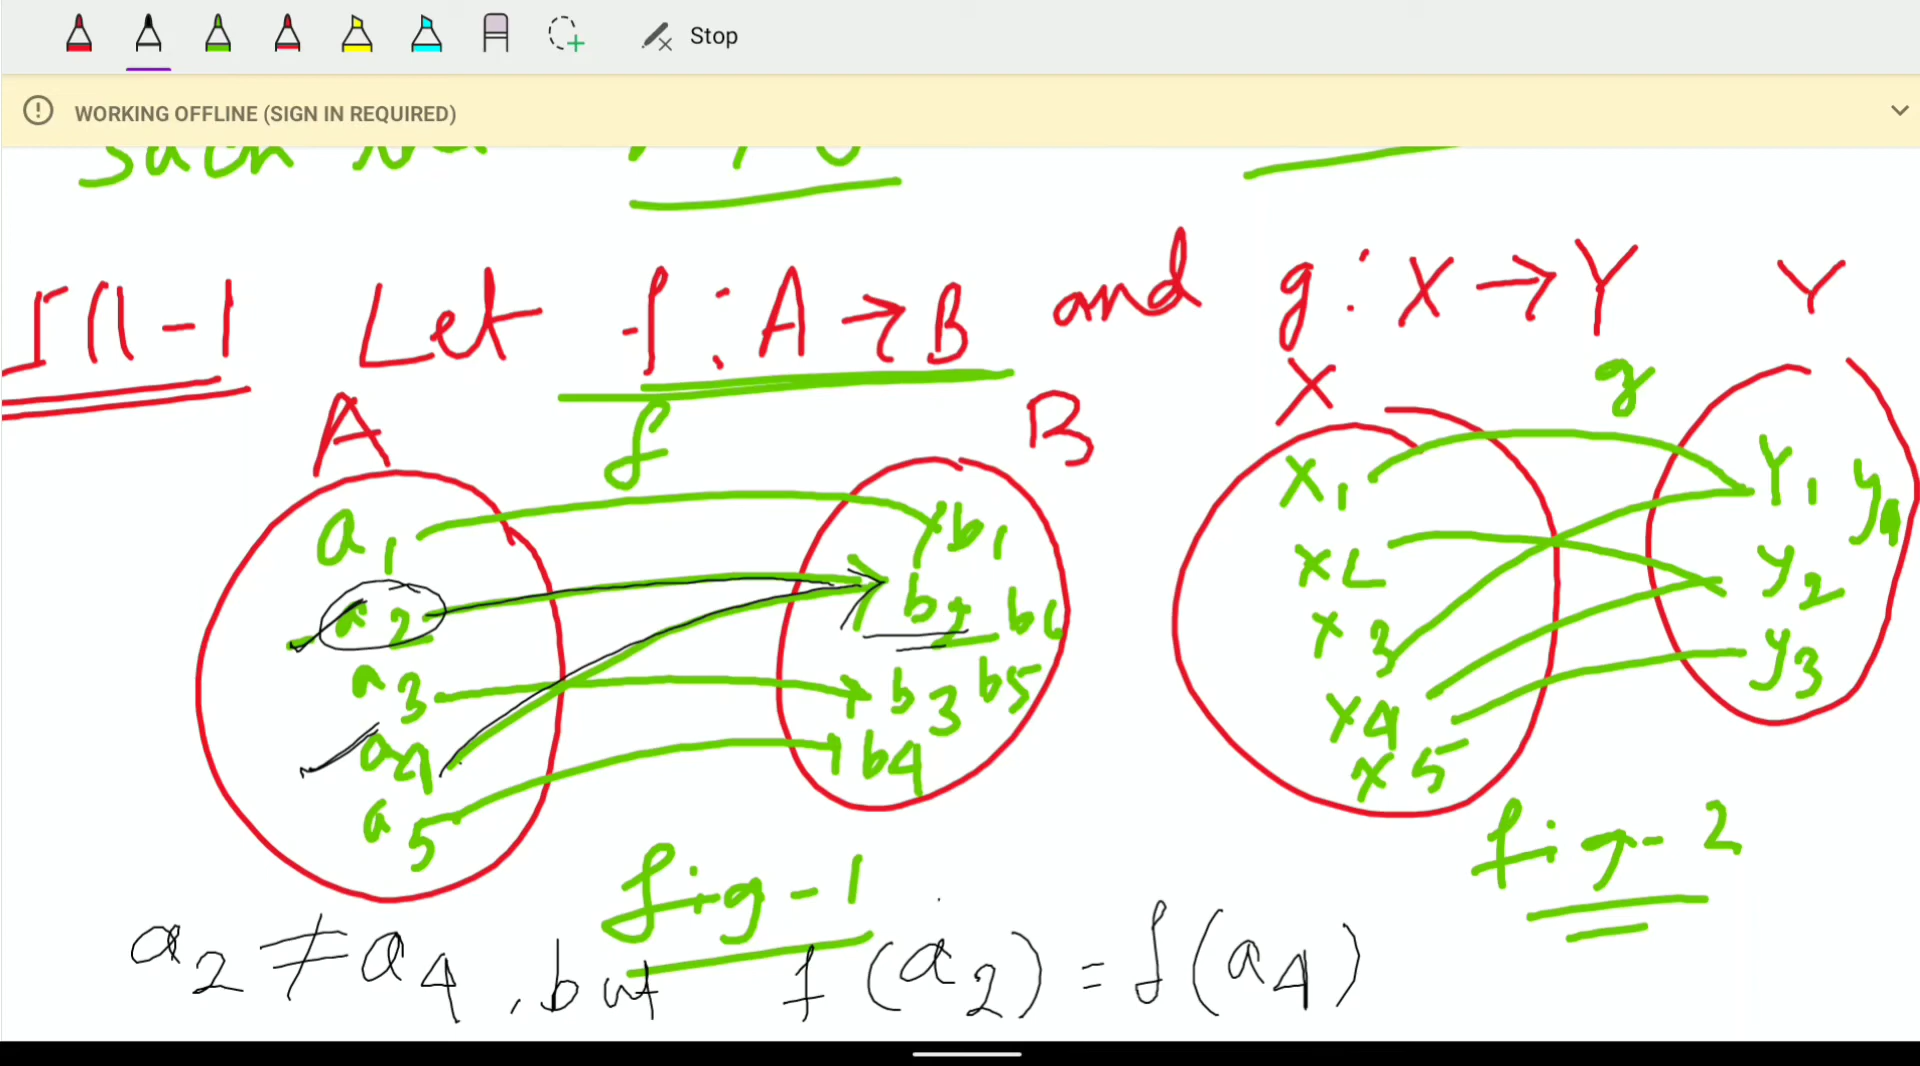 Stop
WORKING OFFLINE (SIGN IN REQUIRED)
Ill-1 Let f: A→B and g: X→Y Y
A f B X g
a1 b1 X1 Y1 y4
a2 b2 b6 x2 y2
a3 b3 b5 x3 y3
a4 b4 x4
a5 x5
fig-1 fig-2
a2 ≠ a4, but f(a2) = f(a4)